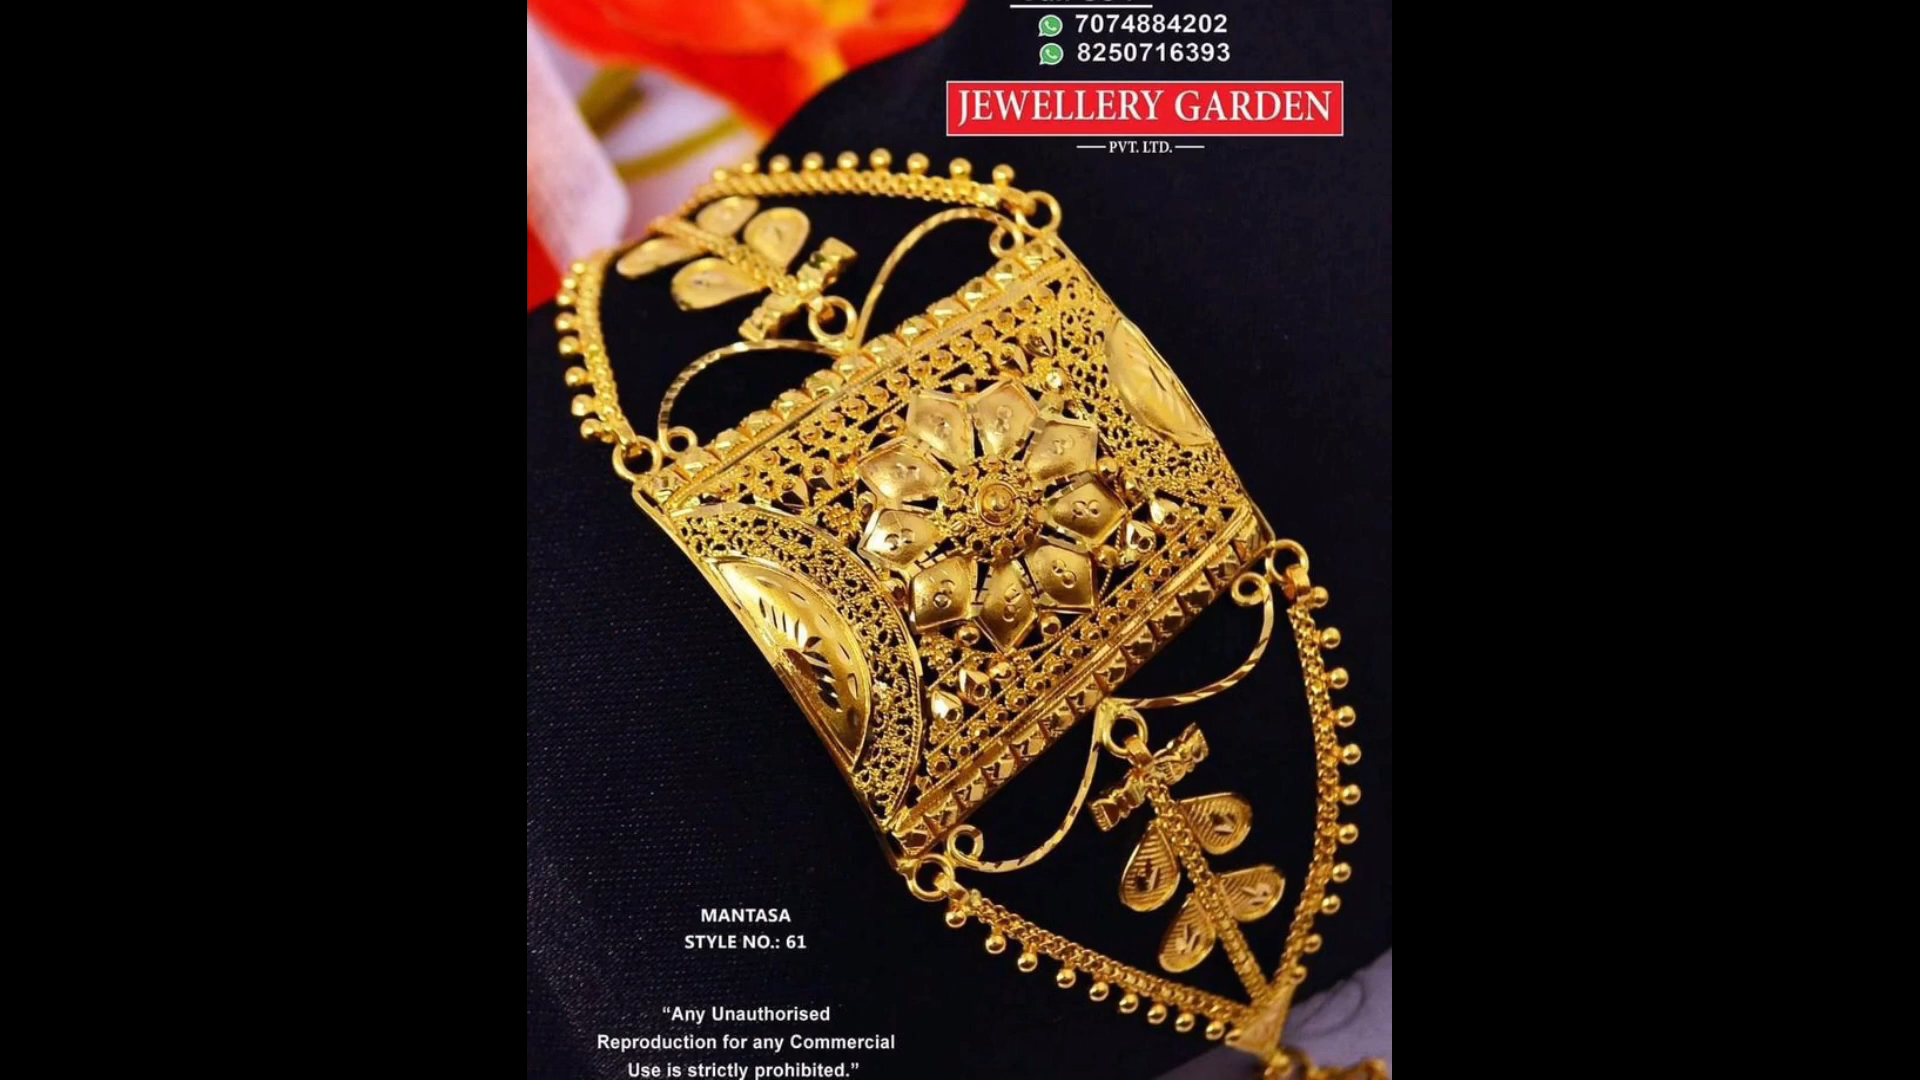 7074884202
8250716393
JEWELLERY GARDEN
PVT. LTD.
MANTASA
STYLE NO.: 61
“Any Unauthorised
Reproduction for any Commercial
Use is strictly prohibited.”